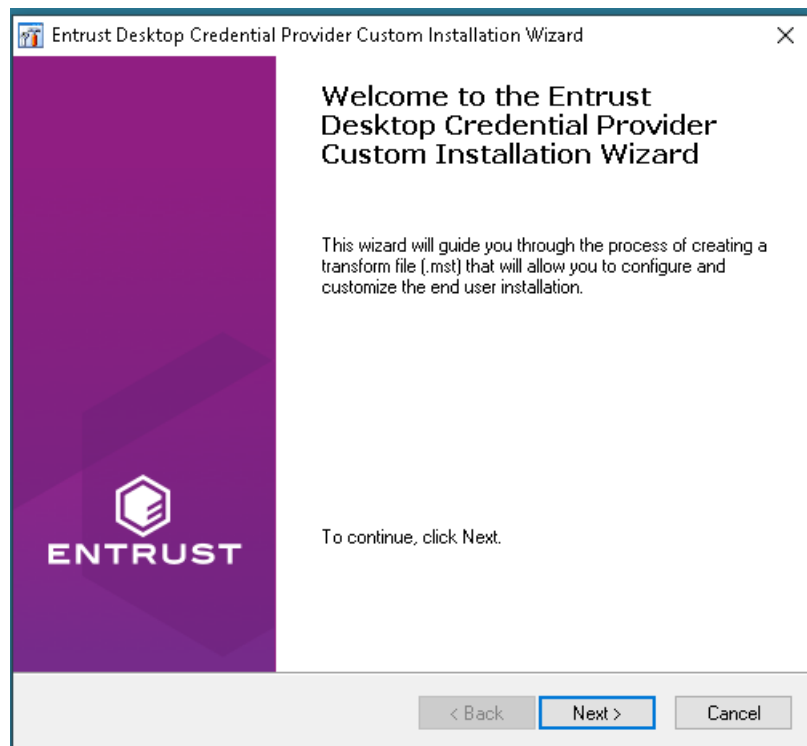 Entrust Desktop Credential Provider Custom Installation Wizard
Welcome to the Entrust
Desktop Credential Provider
Custom Installation Wizard
This wizard will guide you through the process of creating a
transform file (.mst) that will allow you to configure and
customize the end user installation.
ENTRUST
To continue, click Next.
< Back
Next >
Cancel